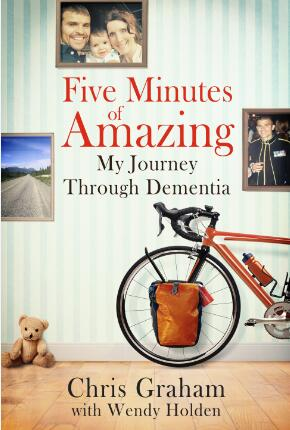 Five Minutes
of
Amazing
My Journey
Through Dementia
Chris Graham
with Wendy Holden